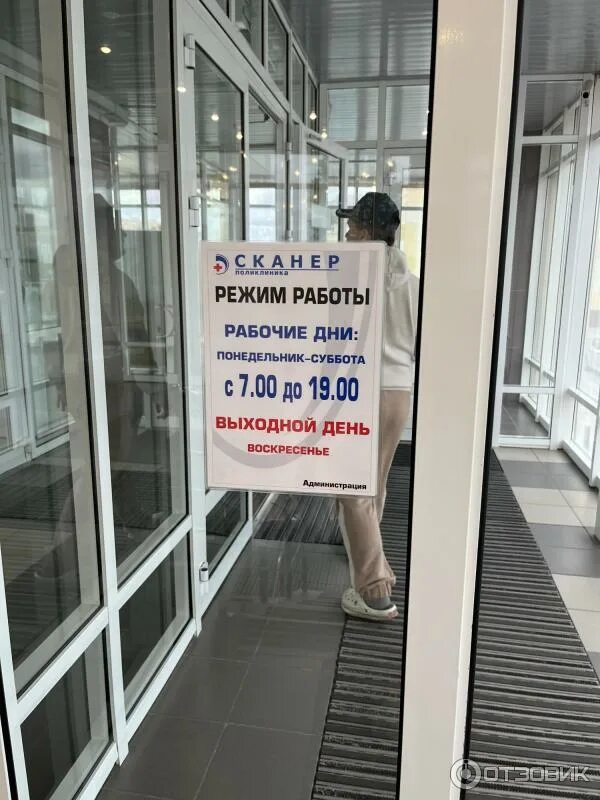 СКАНЕР
поликлиника
РЕЖИМ РАБОТЫ
РАБОЧИЕ ДНИ:
ПОНЕДЕЛЬНИК–СУББОТА
с 7.00 до 19.00
ВЫХОДНОЙ ДЕНЬ
ВОСКРЕСЕНЬЕ
Администрация
ОТЗОВИК